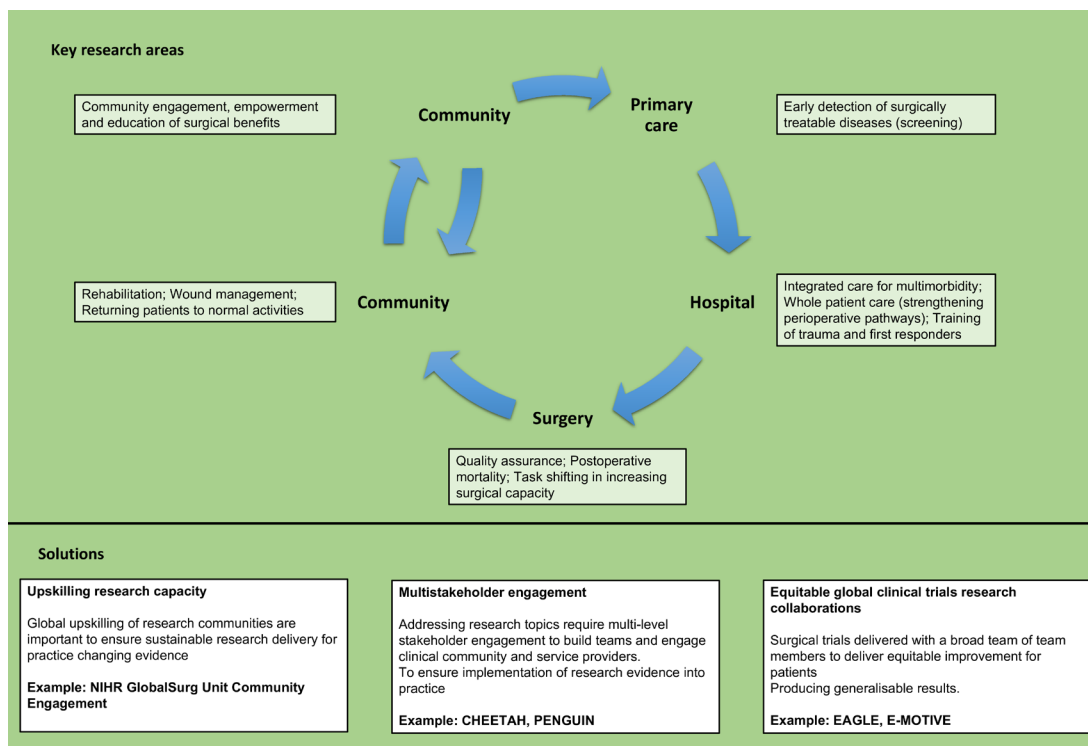 Key research areas
Community engagement, empowerment
and education of surgical benefits
Community
Primary
care
Early detection of surgically
treatable diseases (screening)
Rehabilitation; Wound management;
Returning patients to normal activities
Community
Hospital
Integrated care for multimorbidity;
Whole patient care (strengthening
perioperative pathways); Training
of trauma and first responders
Surgery
Quality assurance; Postoperative
mortality; Task shifting in increasing
surgical capacity
Solutions
Upskilling research capacity
Global upskilling of research communities are
important to ensure sustainable research delivery for
practice changing evidence
Example: NIHR GlobalSurg Unit Community
Engagement
Multistakeholder engagement
Addressing research topics require multi-level
stakeholder engagement to build teams and engage
clinical community and service providers.
To ensure implementation of research evidence into
practice
Example: CHEETAH, PENGUIN
Equitable global clinical trials research
collaborations
Surgical trials delivered with a broad team of team
members to deliver equitable improvement for
patients
Producing generalisable results.
Example: EAGLE, E-MOTIVE